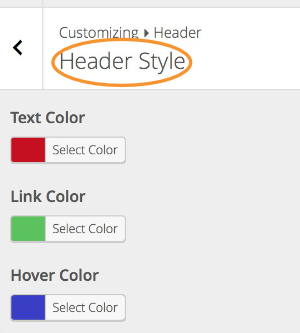 Customizing ▸ Header
Header Style
Text Color
Select Color
Link Color
Select Color
Hover Color
Select Color